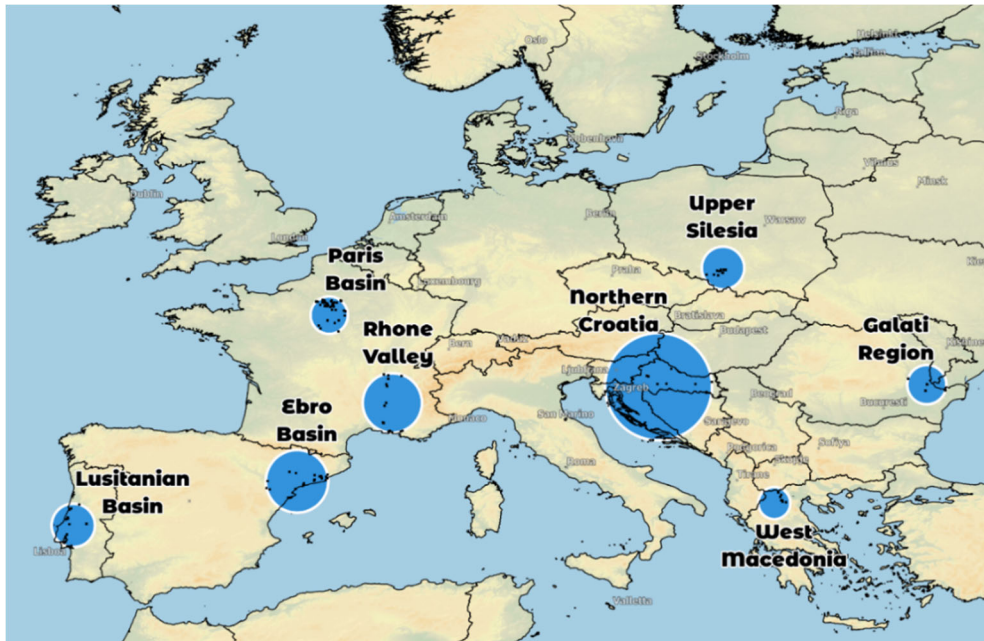 Oslo
Helsinki
Tallinn
Stockholm
Riga
København
Vilnius
Minsk
Dublin
Amsterdam
Berlin
Warsaw
London
Upper
Silesia
Paris
Basin
Luxembourg
Praha
Northern
Croatia
Bratislava
Budapest
Rhone
Valley
Bern
Vaduz
Galati
Region
Ljubljana
Zagreb
Beograd
Bucuresti
Ebro
Basin
Monaco
San Marino
Sarajevo
Podgorica
Sofiya
Skopje
Roma
Tirane
Lusitanian
Basin
Lisboa
West
Macedonia
Valletta